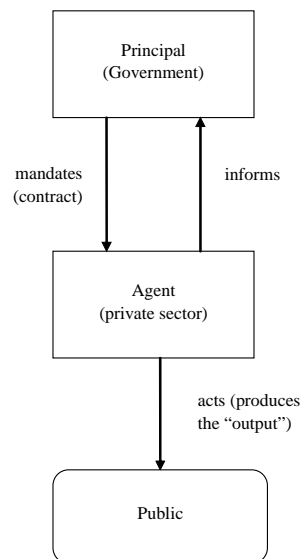 Principal
(Government)
mandates
(contract)
informs
Agent
(private sector)
acts (produces
the “output”)
Public